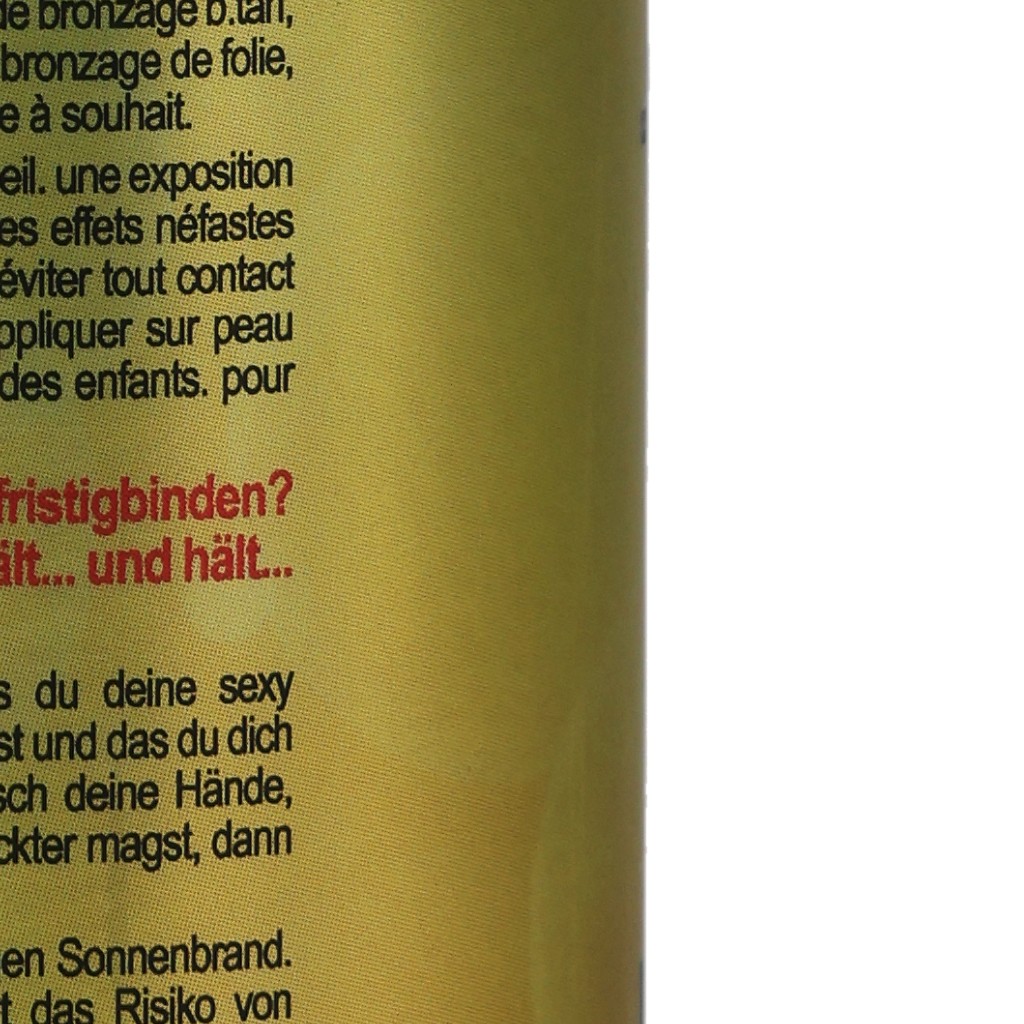 de bronzage b.tan,
bronzage de folie,
e à souhait.
eil. une exposition
es effets néfastes
éviter tout contact
ppliquer sur peau
des enfants. pour
fristigbinden?
ält... und hält...
s du deine sexy
st und das du dich
sch deine Hände,
ckter magst, dann
en Sonnenbrand.
t das Risiko von